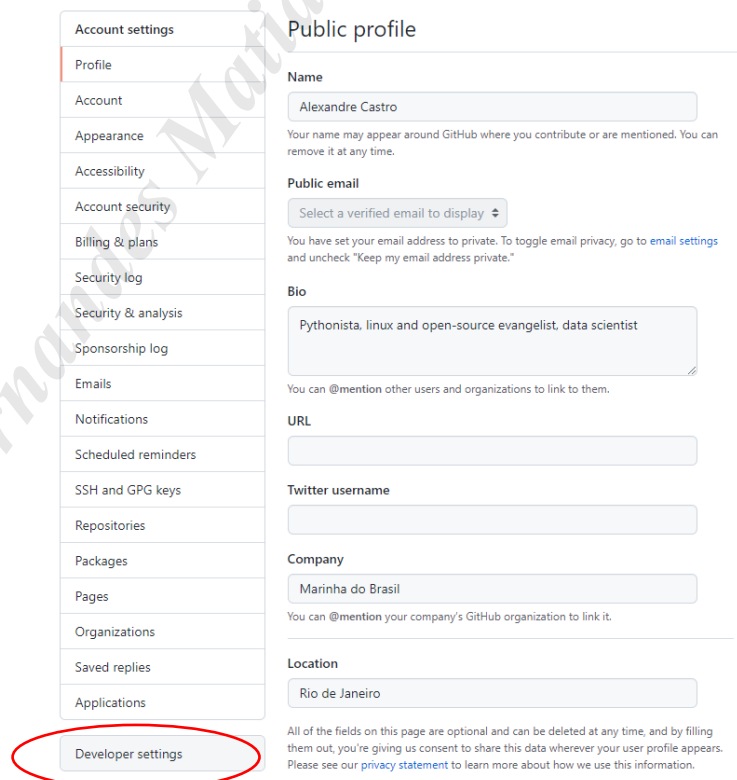 Account settings
Profile
Account
Appearance
Accessibility
Account security
Billing & plans
Security log
Security & analysis
Sponsorship log
Emails
Notifications
Scheduled reminders
SSH and GPG keys
Repositories
Packages
Pages
Organizations
Saved replies
Applications
Developer settings
Public profile
Name
Alexandre Castro
Your name may appear around GitHub where you contribute or are mentioned. You can
remove it at any time.
Public email
Select a verified email to display
You have set your email address to private. To toggle email privacy, go to email settings
and uncheck "Keep my email address private."
Bio
Pythonista, linux and open-source evangelist, data scientist
You can @mention other users and organizations to link to them.
URL
Twitter username
Company
Marinha do Brasil
You can @mention your company's GitHub organization to link it.
Location
Rio de Janeiro
All of the fields on this page are optional and can be deleted at any time, and by filling
them out, you're giving us consent to share this data wherever your user profile appears.
Please see our privacy statement to learn more about how we use this information.